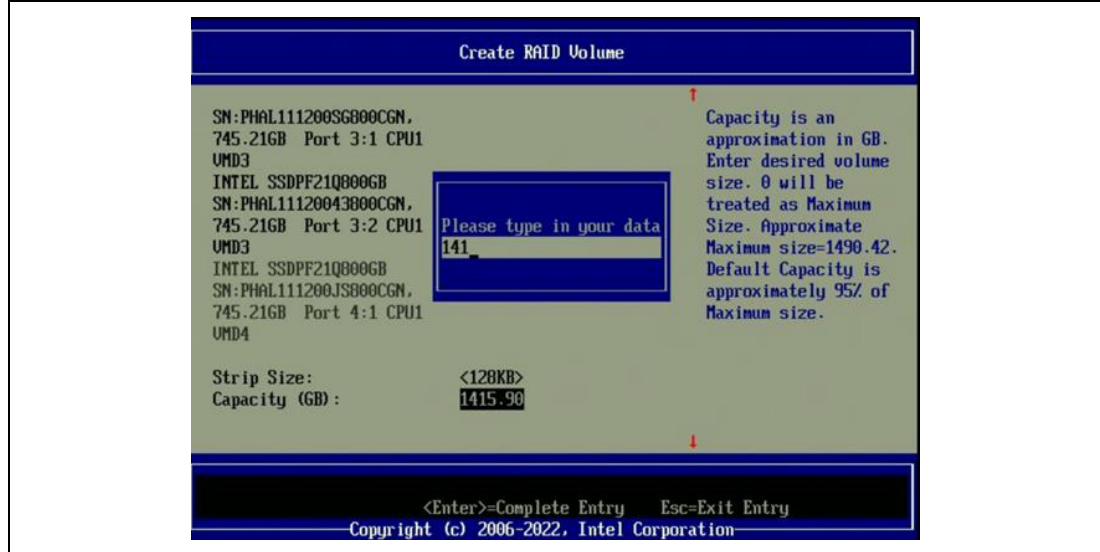 Create RAID Volume
SN:PHAL111200SG800CGN,
745.21GB Port 3:1 CPU1
VMD3
INTEL SSDPF21Q800GB
SN:PHAL11120043800CGN,
745.21GB Port 3:2 CPU1
VMD3
INTEL SSDPF21Q800GB
SN:PHAL111200JS800CGN,
745.21GB Port 4:1 CPU1
VMD4
Strip Size: <128KB>
Capacity (GB): 1415.90
Please type in your data
141_
Capacity is an
approximation in GB.
Enter desired volume
size. 0 will be
treated as Maximum
Size. Approximate
Maximum size=1490.42.
Default Capacity is
approximately 95% of
Maximum size.
<Enter>=Complete Entry Esc=Exit Entry
Copyright (c) 2006-2022, Intel Corporation